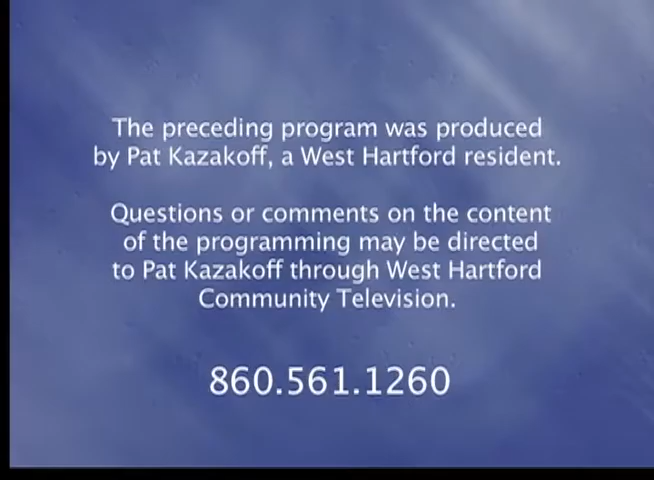 The preceding program was produced
by Pat Kazakoff, a West Hartford resident.
Questions or comments on the content
of the programming may be directed
to Pat Kazakoff through West Hartford
Community Television.
860.561.1260